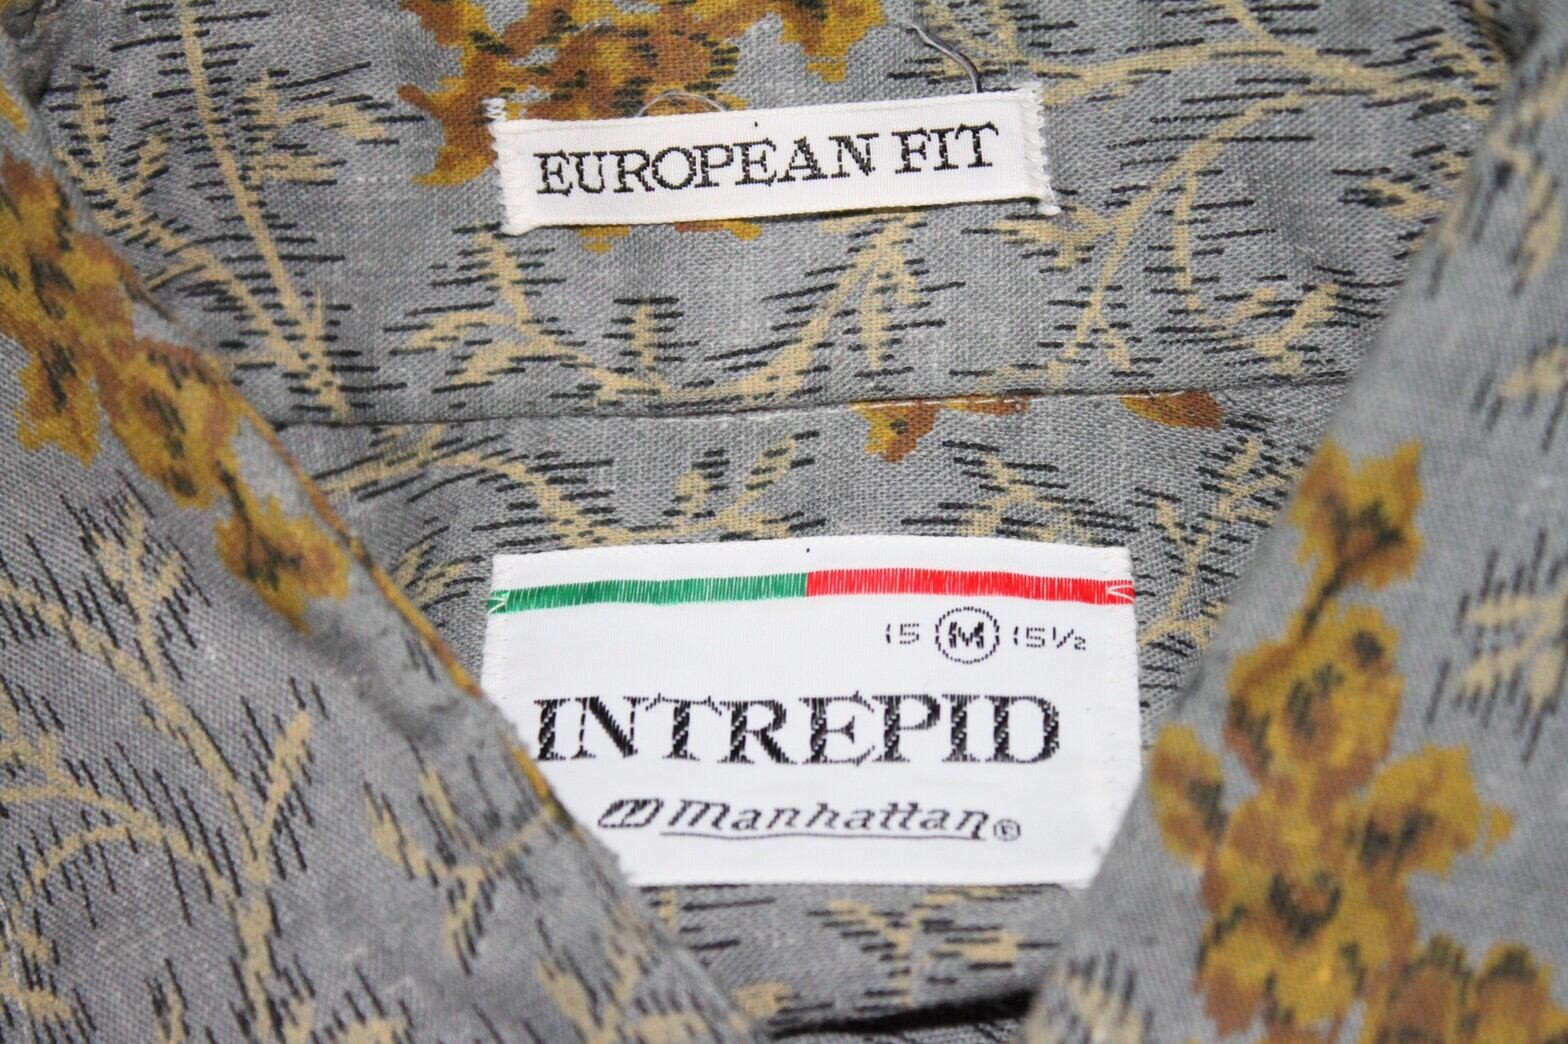 EUROPEAN FIT
15 M 15½
INTREPID
manhattan®